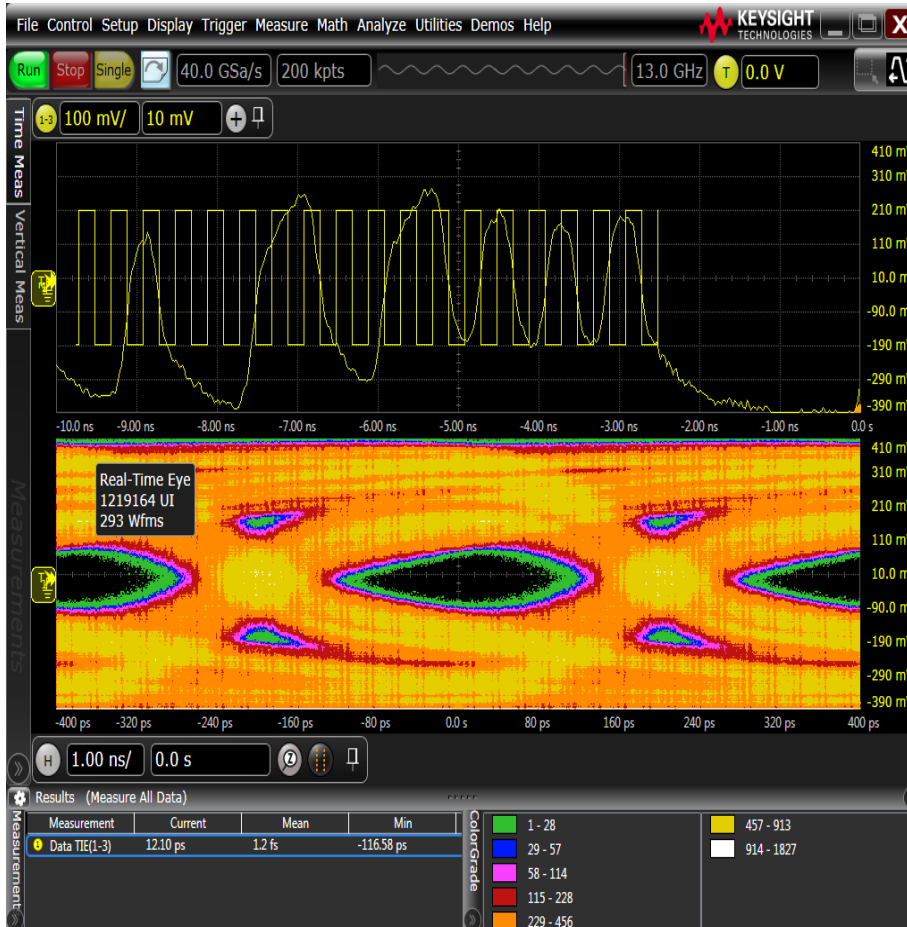 File Control Setup Display Trigger Measure Math Analyze Utilities Demos Help
KEYSIGHT
TECHNOLOGIES
X
Run Stop Single 40.0 GSa/s 200 kpts 13.0 GHz T 0.0 V
1-3 100 mV/ 10 mV +
Time Meas
Vertical Meas
Measurements
410 m
310 m
210 m
110 m
10.0 m
-90.0 m
-190 m
-290 m
-390 m
-10.0 ns -9.00 ns -8.00 ns -7.00 ns -6.00 ns -5.00 ns -4.00 ns -3.00 ns -2.00 ns -1.00 ns 0.0 s
Real-Time Eye
1219164 UI
293 Wfms
410 m
310 m
210 m
110 m
10.0 m
-90.0 m
-190 m
-290 m
-390 m
-400 ps -320 ps -240 ps -160 ps -80 ps 0.0 s 80 ps 160 ps 240 ps 320 ps 400 ps
H 1.00 ns/ 0.0 s Z
Results (Measure All Data)
Measurement
Measurement Current Mean Min
1 Data TIE(1-3) 12.10 ps 1.2 fs -116.58 ps
ColorGrade
1 - 28
29 - 57
58 - 114
115 - 228
229 - 456
457 - 913
914 - 1827